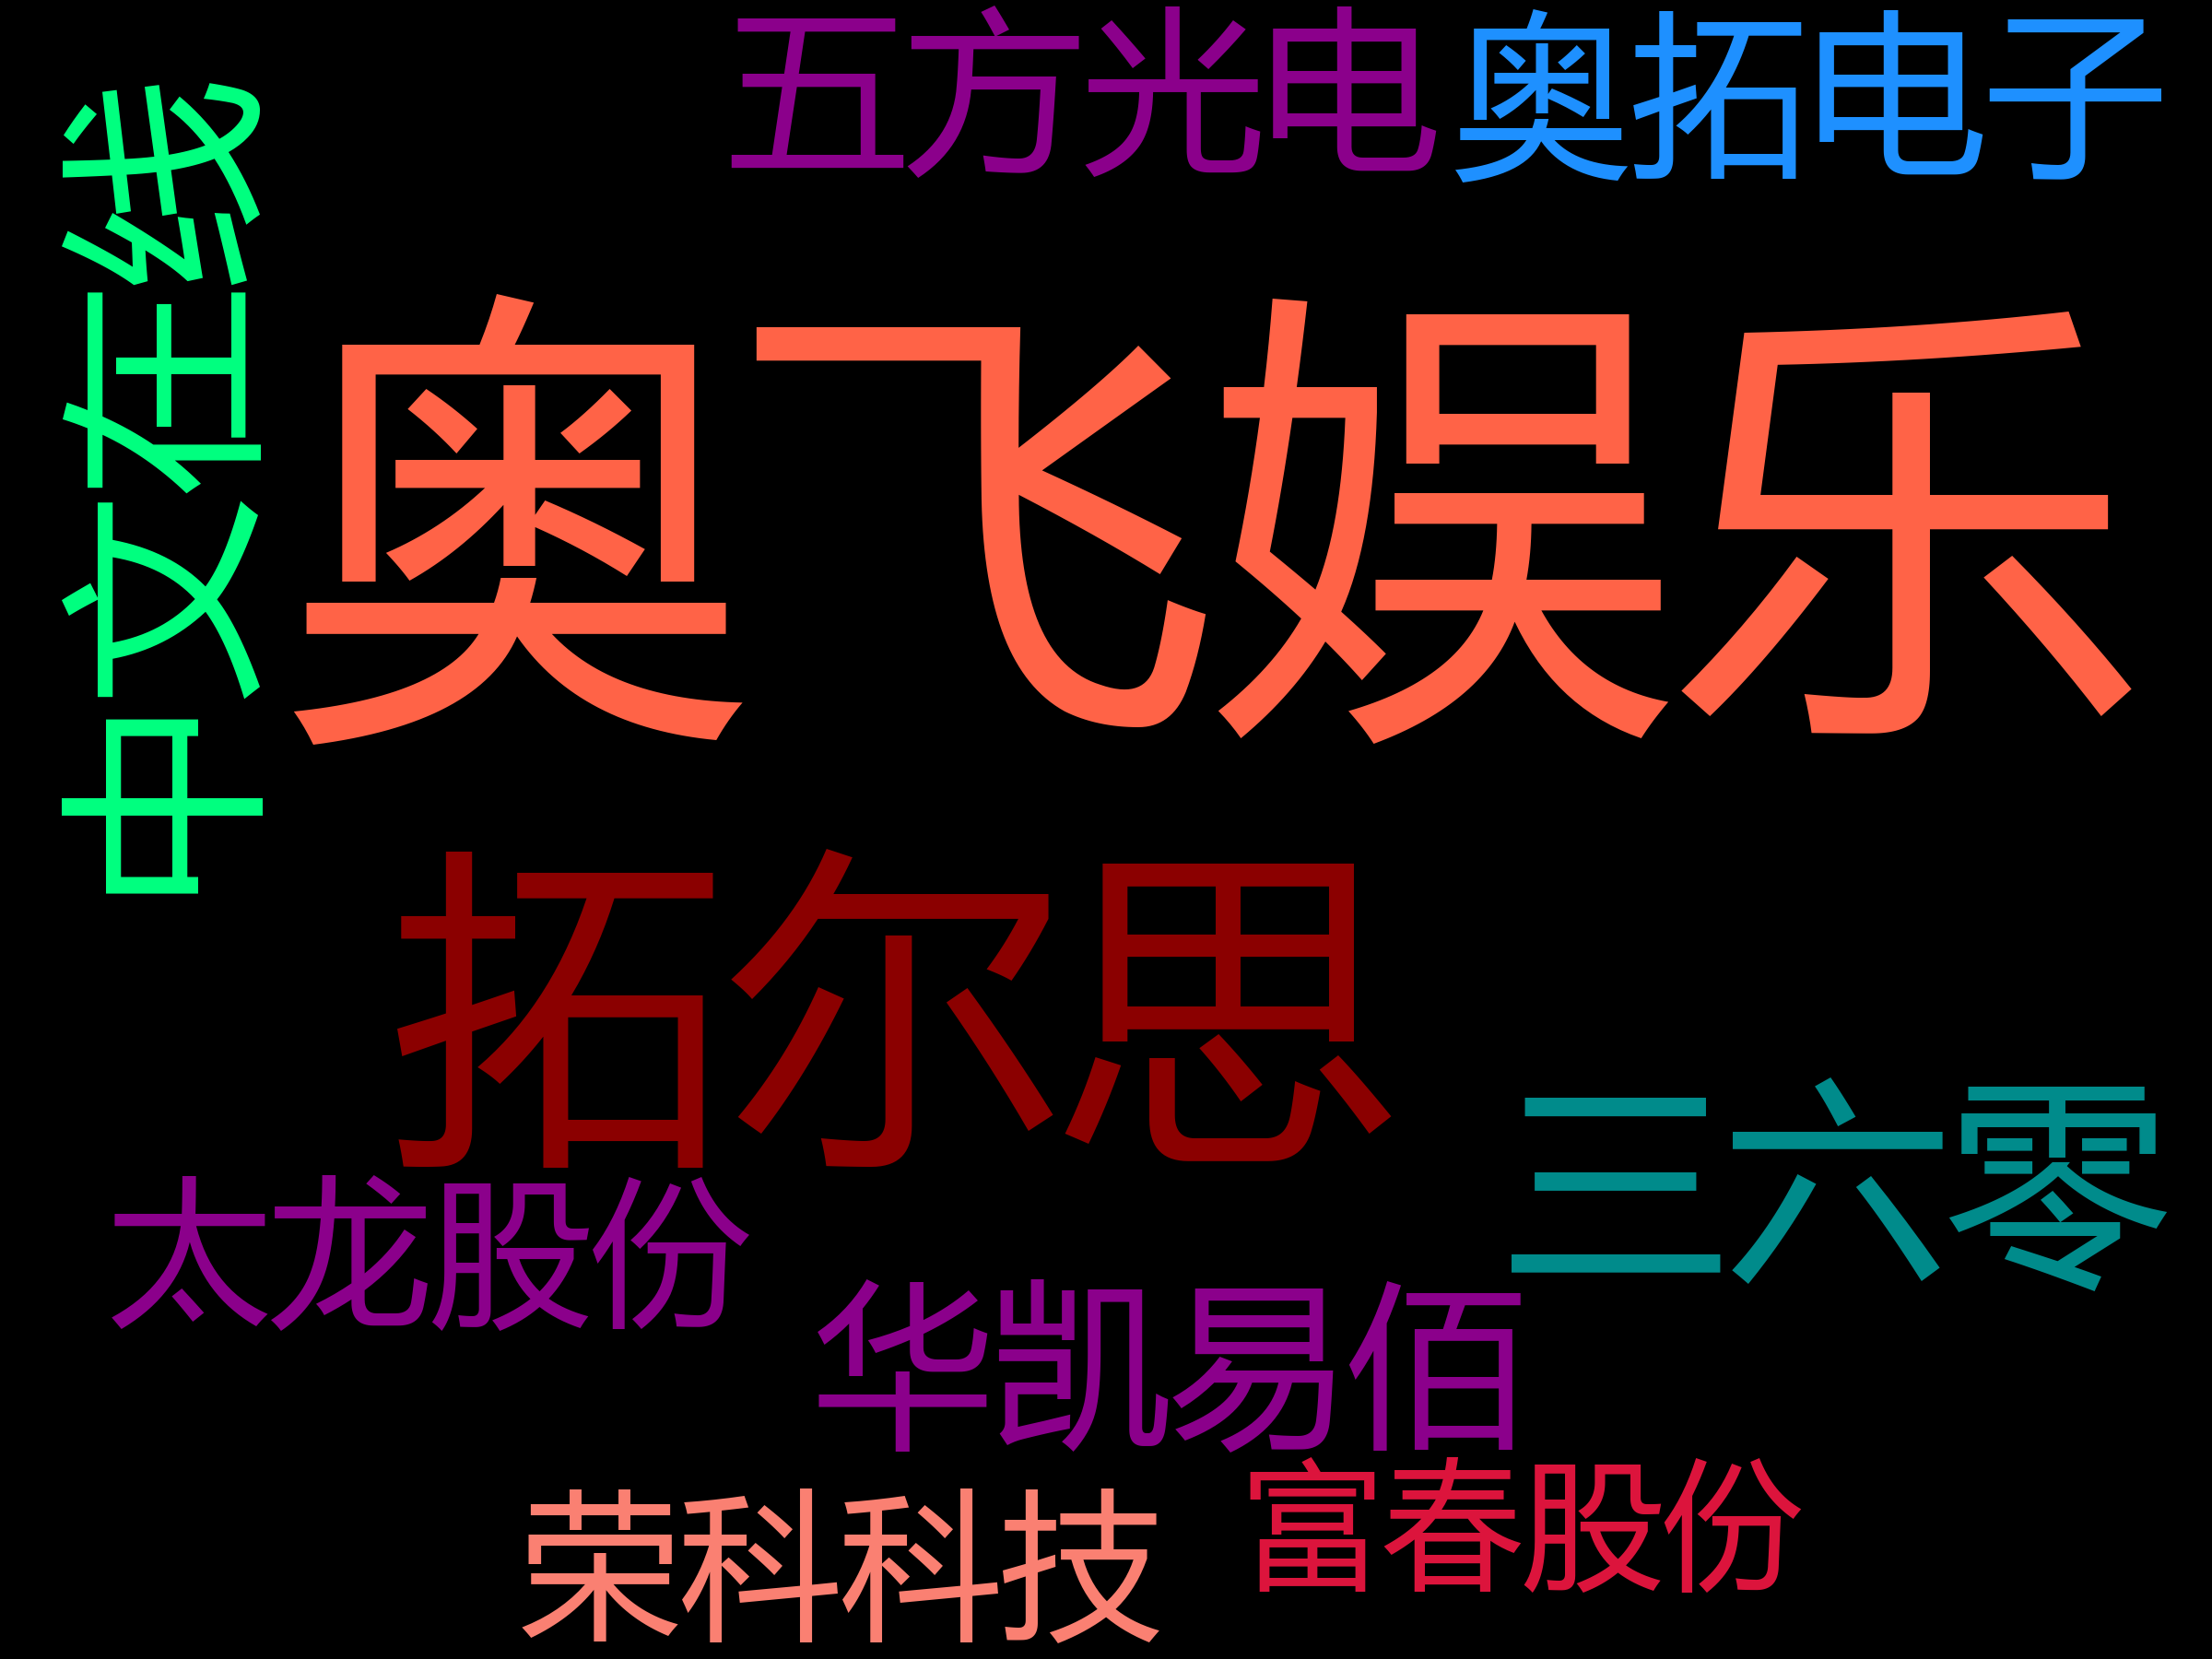 五方光电
奥拓电子
中文在线
奥飞娱乐
拓尔思
三六零
太龙股份
华凯易佰
富春股份
荣科科技